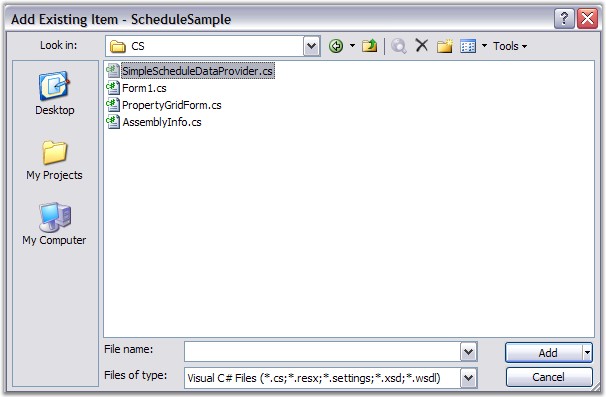 Add Existing Item - ScheduleSample
Look in: CS Tools
Desktop
My Projects
My Computer
SimpleScheduleDataProvider.cs
Form1.cs
PropertyGridForm.cs
AssemblyInfo.cs
File name: Add
Files of type: Visual C# Files (*.cs;*.resx;*.settings;*.xsd;*.wsdl) Cancel